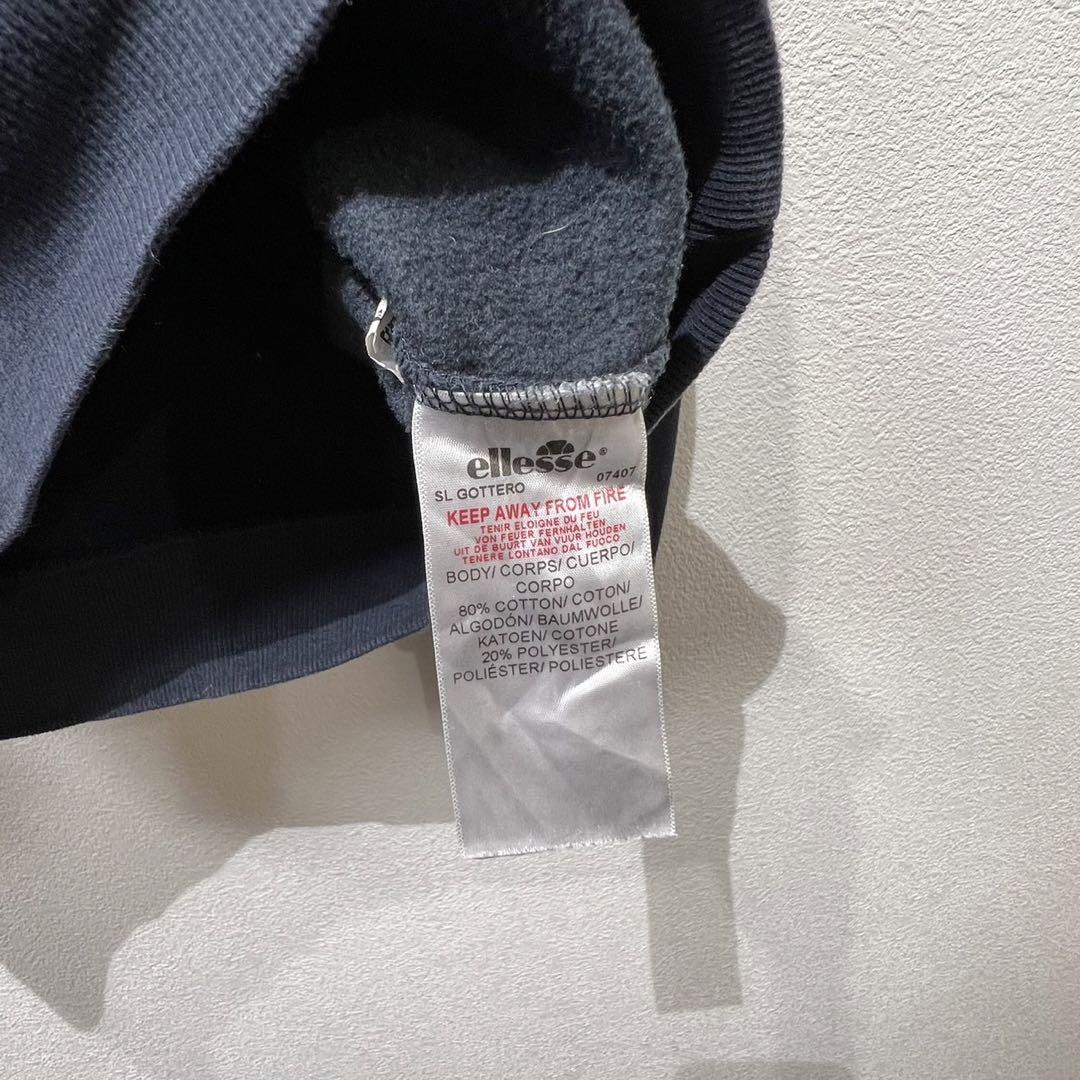 ellesse®
SL GOTTERO 07407
KEEP AWAY FROM FIRE
TENIR ELOIGNE DU FEU
VON FEUER FERNHALTEN
UIT DE BUURT VAN VUUR HOUDEN
TENERE LONTANO DAL FUOCO
BODY/ CORPS/ CUERPO/
CORPO
80% COTTON/ COTON/
ALGODÓN/ BAUMWOLLE/
KATOEN/ COTONE
20% POLYESTER/
POLIÉSTER/ POLIESTERE